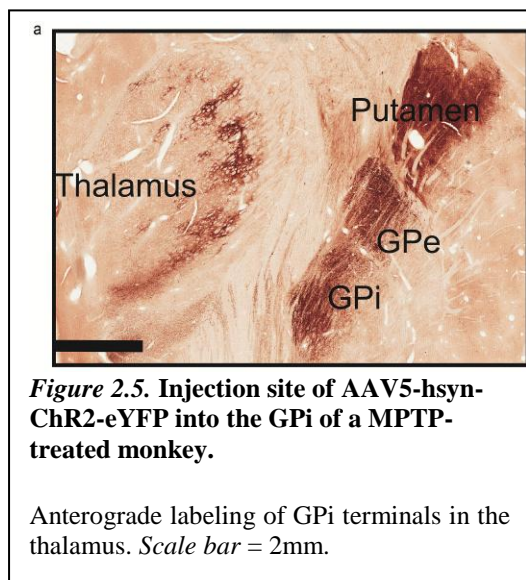 a
Putamen
Thalamus
GPe
GPi
Figure 2.5. Injection site of AAV5-hsyn-
ChR2-eYFP into the GPi of a MPTP-
treated monkey.
Anterograde labeling of GPi terminals in the
thalamus. Scale bar = 2mm.